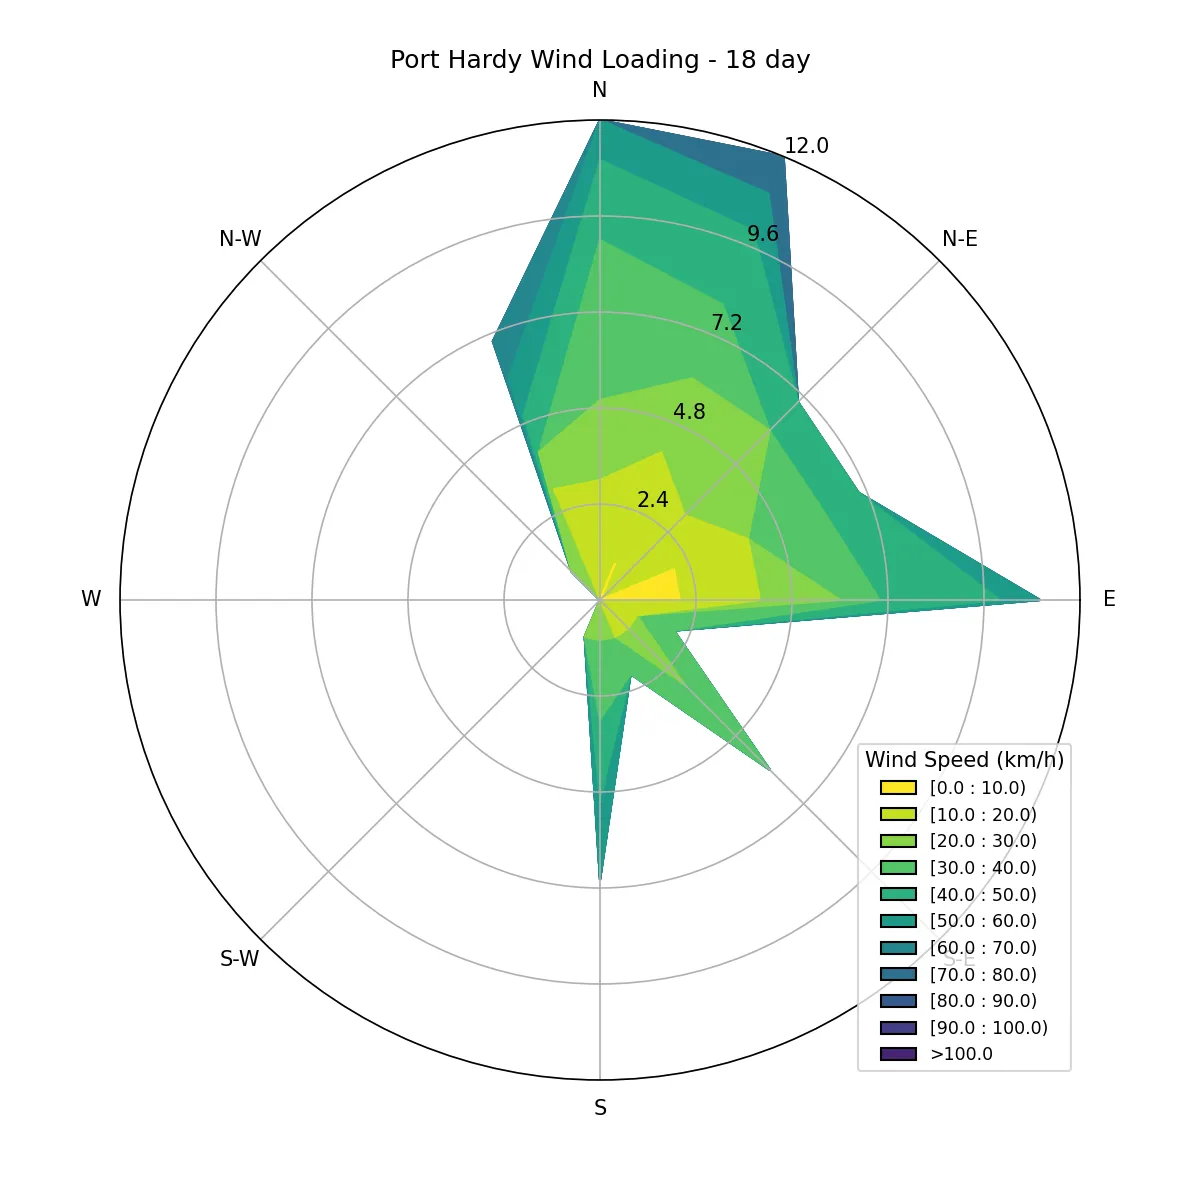 Port Hardy Wind Loading - 18 day
N
12.0
N-W
9.6
N-E
7.2
4.8
2.4
W
E
Wind Speed (km/h)
[0.0 : 10.0)
[10.0 : 20.0)
[20.0 : 30.0)
[30.0 : 40.0)
[40.0 : 50.0)
[50.0 : 60.0)
[60.0 : 70.0)
[70.0 : 80.0)
[80.0 : 90.0)
[90.0 : 100.0)
>100.0
S-W
S-E
S